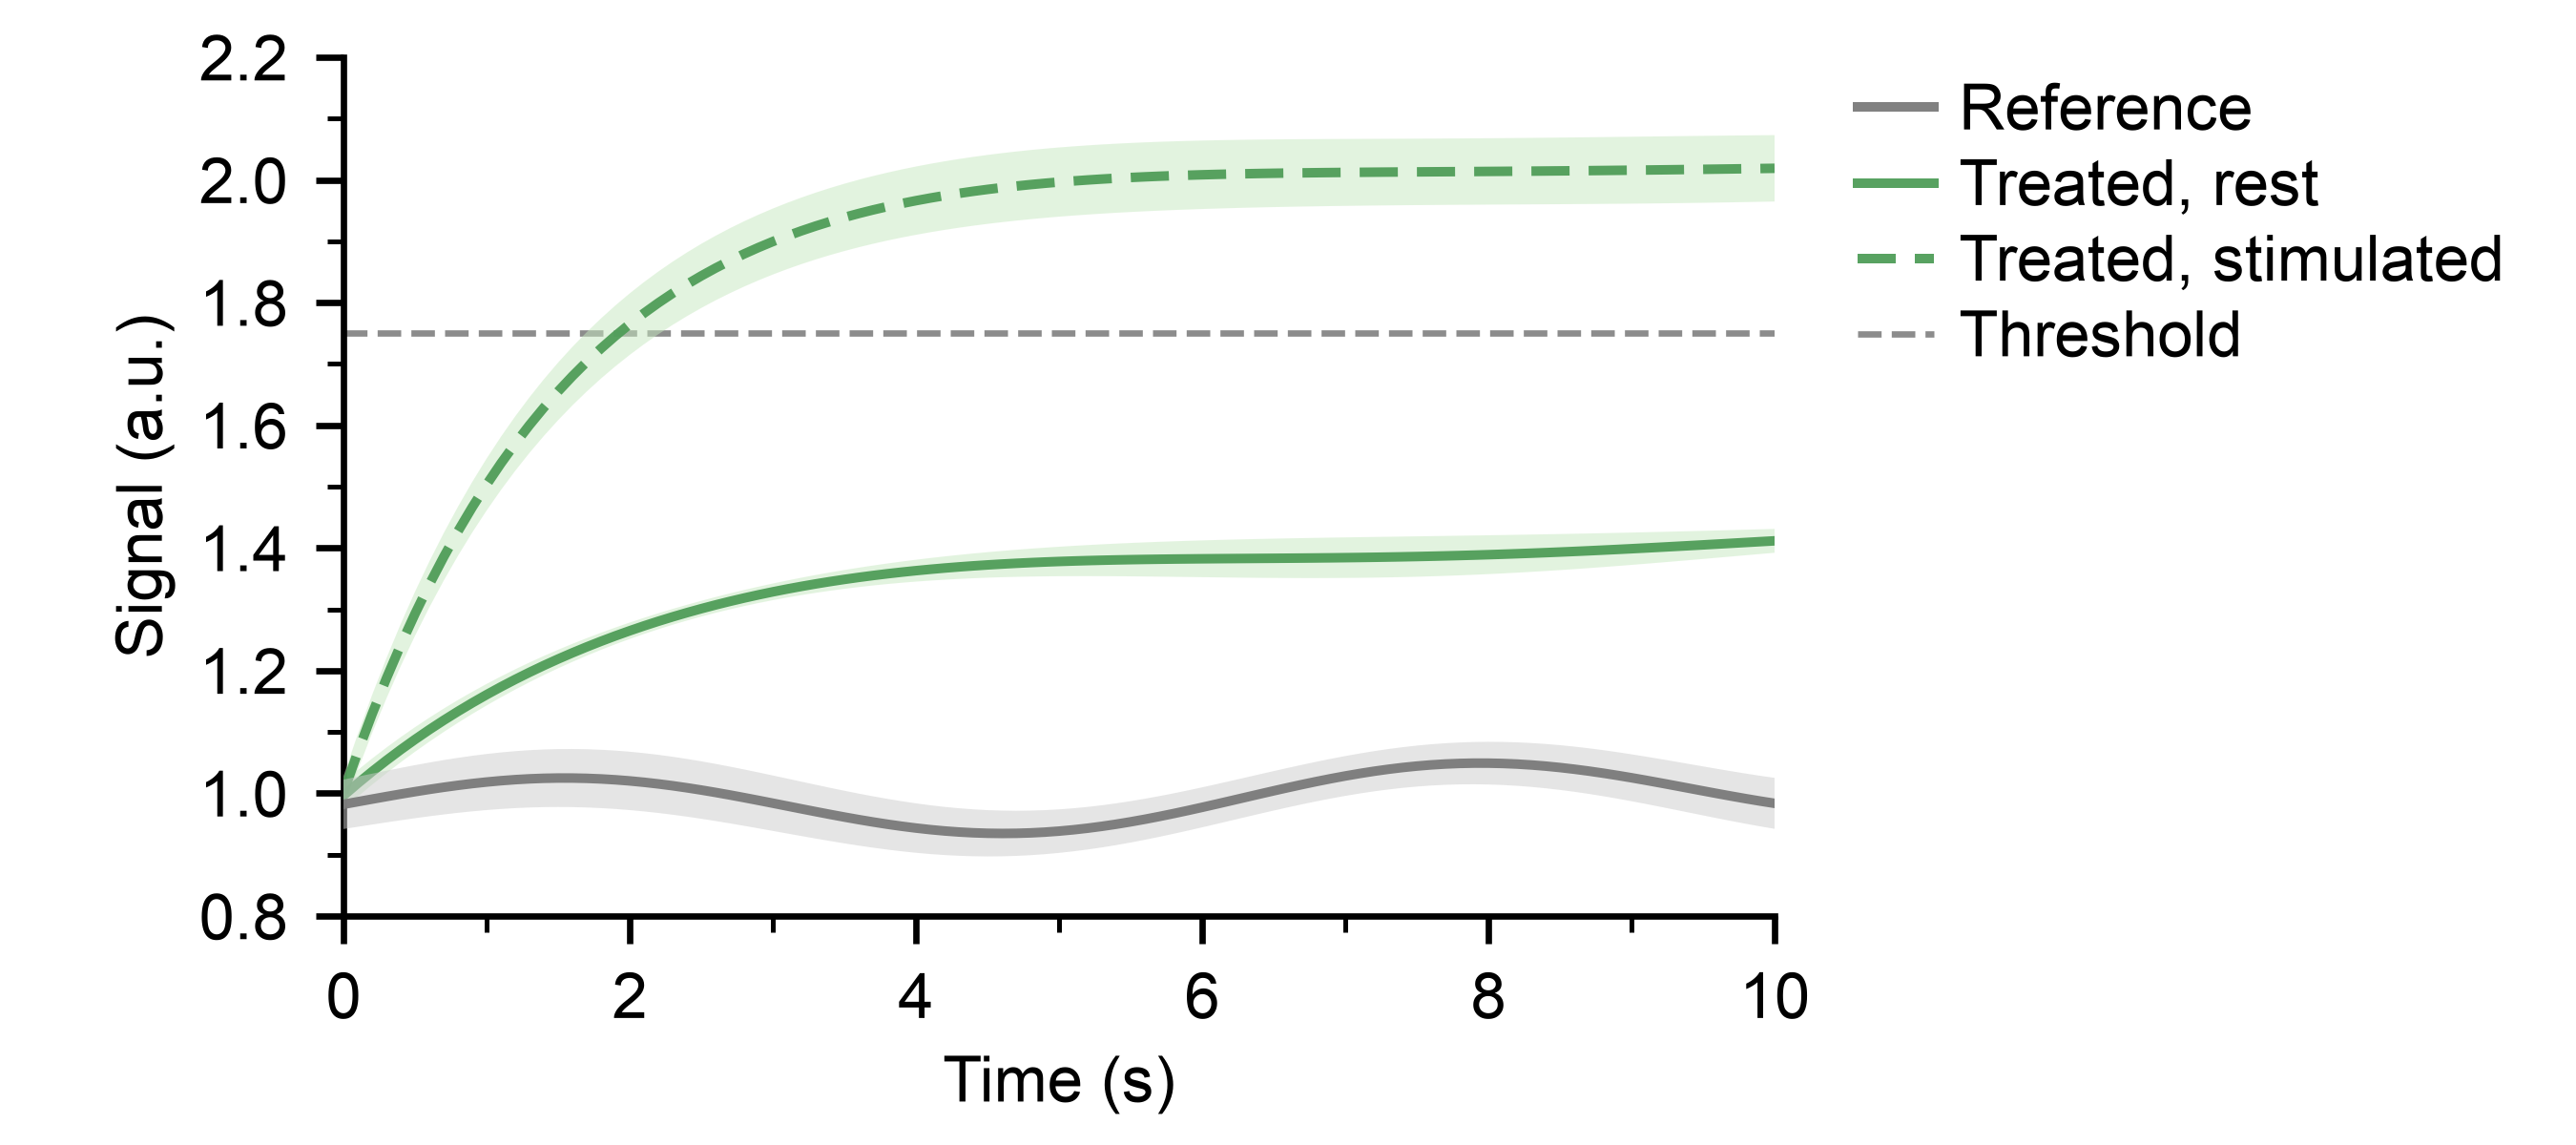 2.2
2.0
1.8
1.6
1.4
1.2
1.0
0.8
Signal (a.u.)
0 2 4 6 8 10
Time (s)
Reference
Treated, rest
Treated, stimulated
Threshold